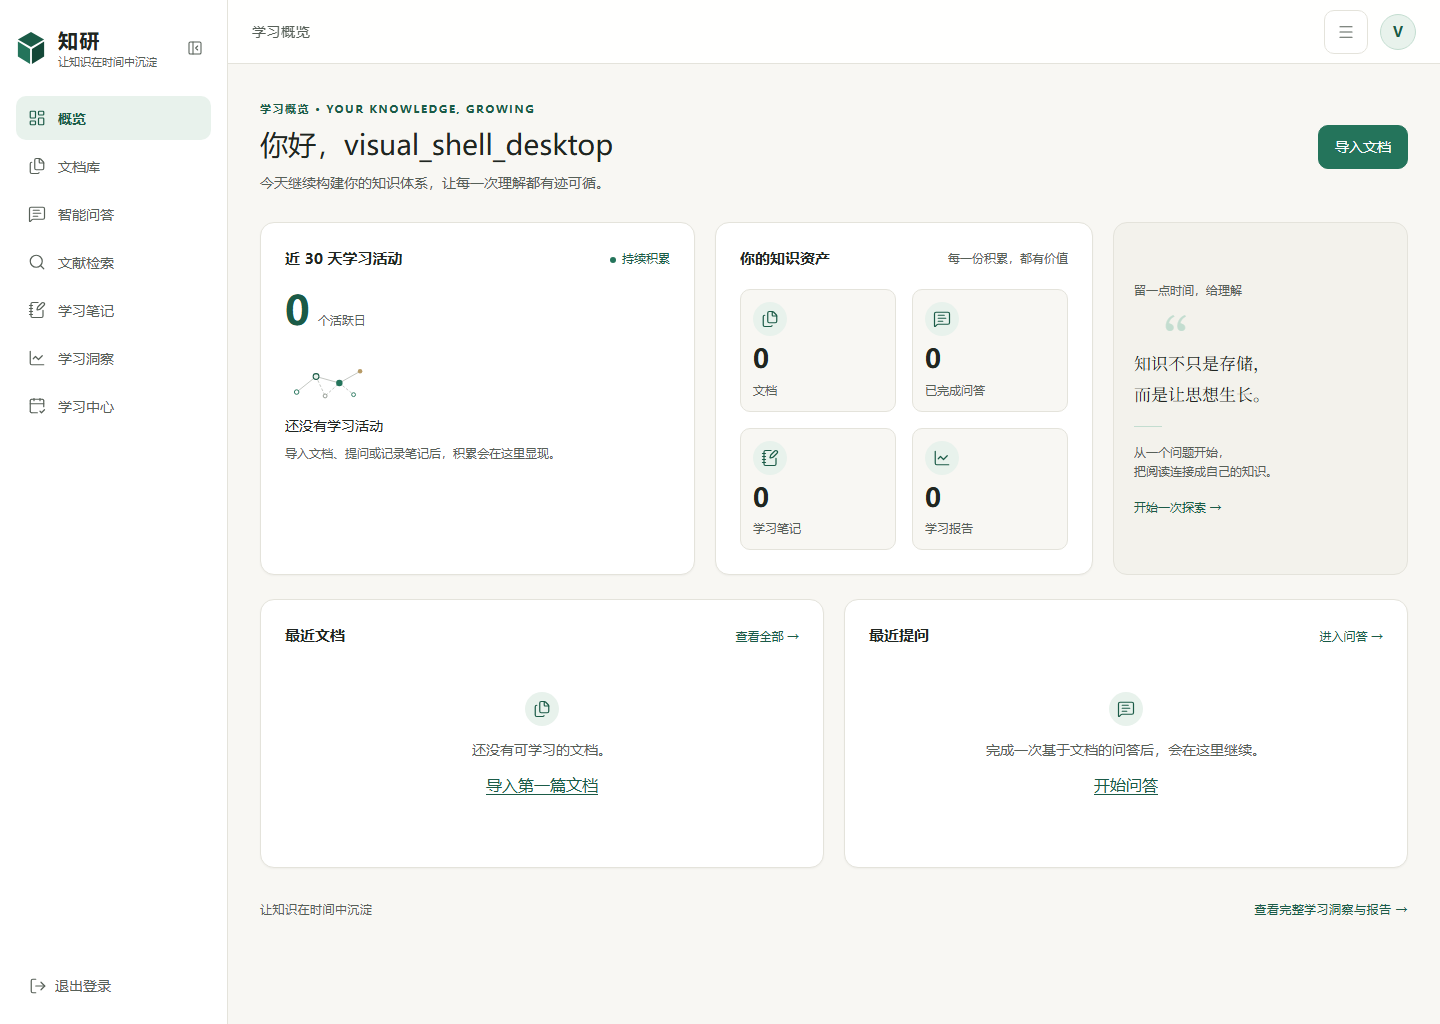 知研
让知识在时间中沉淀
概览
文档库
智能问答
文献检索
学习笔记
学习洞察
学习中心
退出登录
学习概览
V
学习概览 • YOUR KNOWLEDGE, GROWING
你好，visual_shell_desktop
今天继续构建你的知识体系，让每一次理解都有迹可循。
导入文档
近 30 天学习活动
持续积累
0 个活跃日
还没有学习活动
导入文档、提问或记录笔记后，积累会在这里显现。
你的知识资产
每一份积累，都有价值
0
文档
0
已完成问答
0
学习笔记
0
学习报告
留一点时间，给理解
“
知识不只是存储，
而是让思想生长。
从一个问题开始，
把阅读连接成自己的知识。
开始一次探索 →
最近文档
查看全部 →
还没有可学习的文档。
导入第一篇文档
最近提问
进入问答 →
完成一次基于文档的问答后，会在这里继续。
开始问答
让知识在时间中沉淀
查看完整学习洞察与报告 →